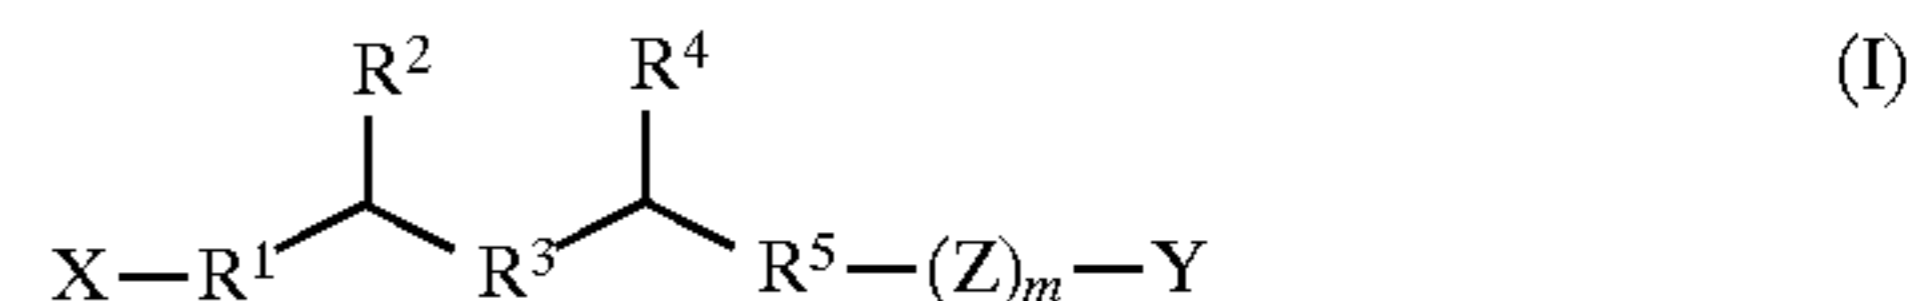 R² R⁴ (I)
X—R¹ R³ R⁵—(Z)ₘ—Y